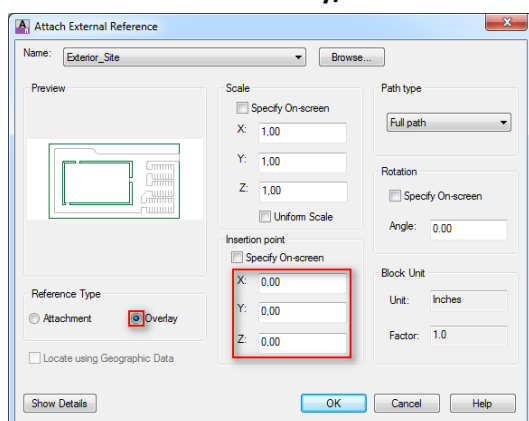 Attach External Reference
Name:
Exterior_Site
Browse...
Preview
Scale
Specify On-screen
X: 1,00
Y: 1,00
Z: 1,00
Uniform Scale
Path type
Full path
Rotation
Specify On-screen
Angle: 0.00
Insertion point
Specify On-screen
X: 0,00
Y: 0,00
Z: 0,00
Block Unit
Unit: Inches
Factor: 1.0
Reference Type
Attachment
Overlay
Locate using Geographic Data
Show Details
OK
Cancel
Help